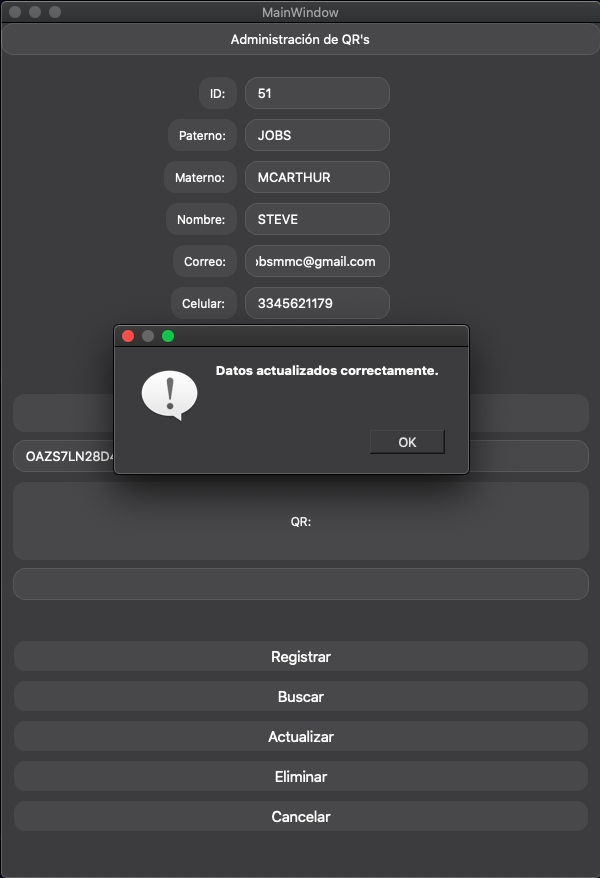 MainWindow
Administración de QR's
ID: 51
Paterno: JOBS
Materno: MCARTHUR
Nombre: STEVE
Correo: obsmmc@gmail.com
Celular: 3345621179
Datos actualizados correctamente.
OK
OAZS7LN28D4
QR:
Registrar
Buscar
Actualizar
Eliminar
Cancelar